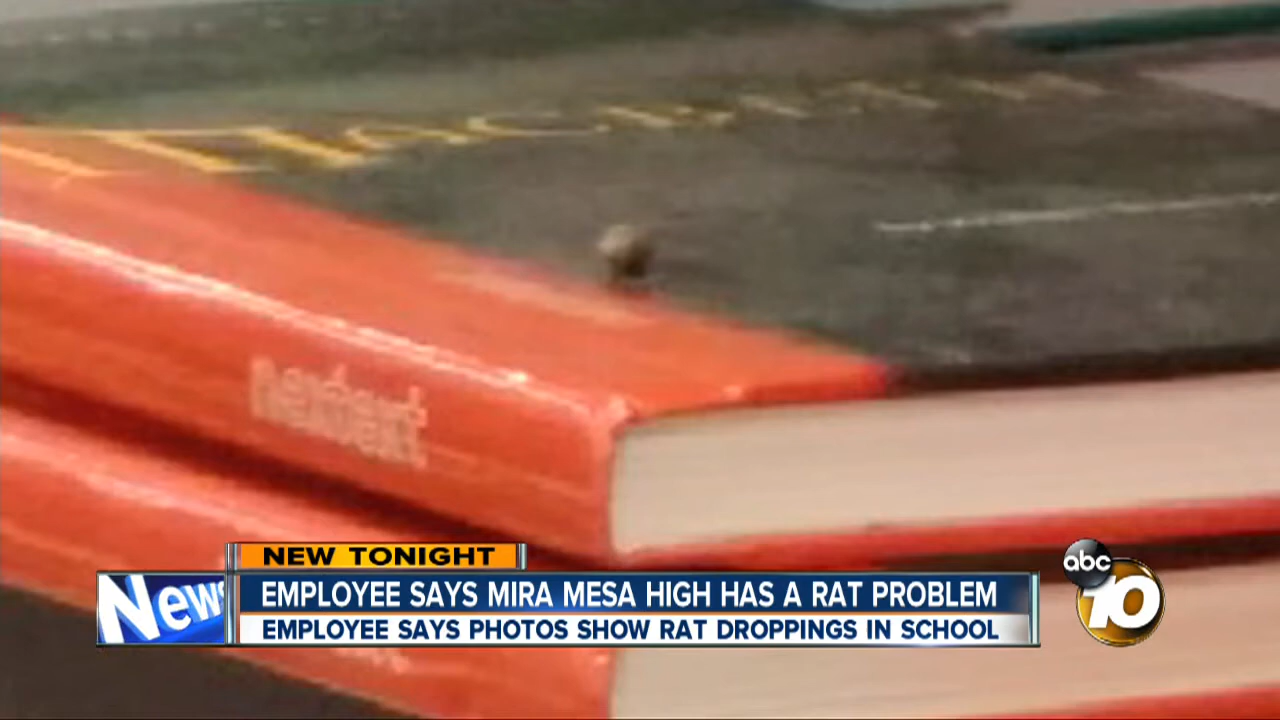 nextext
NEW TONIGHT
News
EMPLOYEE SAYS MIRA MESA HIGH HAS A RAT PROBLEM
EMPLOYEE SAYS PHOTOS SHOW RAT DROPPINGS IN SCHOOL
abc
10